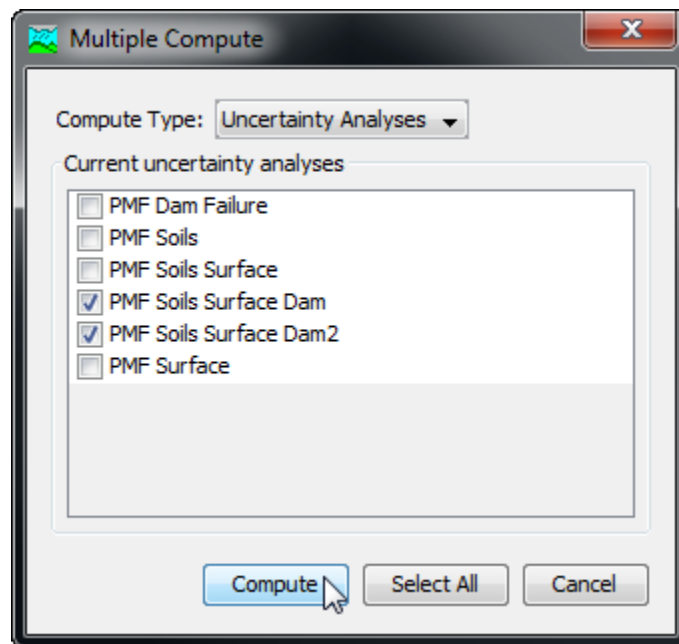 Multiple Compute
Compute Type: Uncertainty Analyses
Current uncertainty analyses
PMF Dam Failure
PMF Soils
PMF Soils Surface
PMF Soils Surface Dam
PMF Soils Surface Dam2
PMF Surface
Compute Select All Cancel